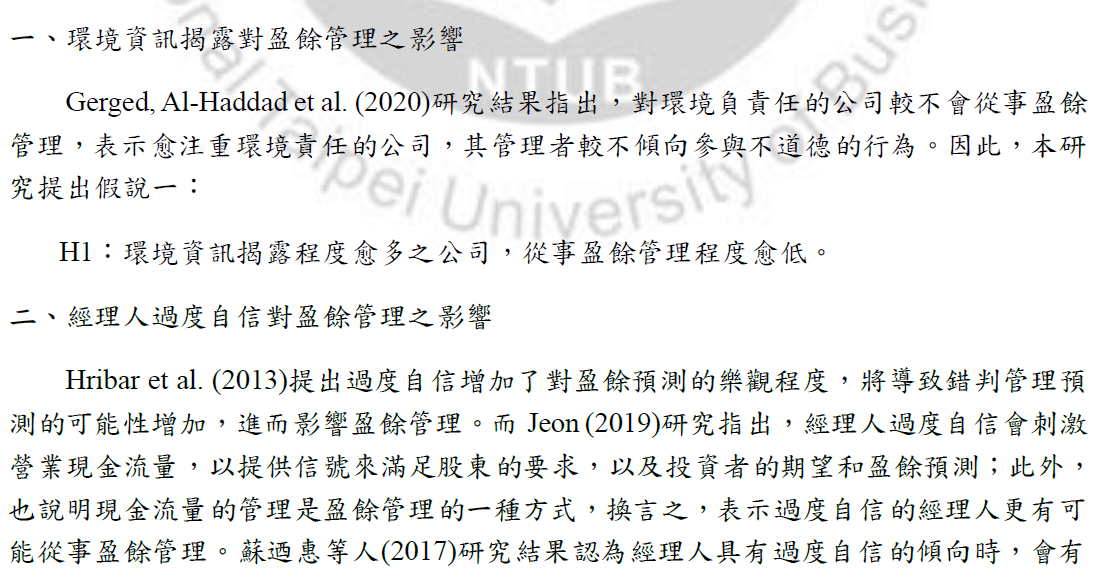 一、環境資訊揭露對盈餘管理之影響
Gerged, Al-Haddad et al. (2020)研究結果指出，對環境負責任的公司較不會從事盈餘
管理，表示愈注重環境責任的公司，其管理者較不傾向參與不道德的行為。因此，本研
究提出假說一：
H1：環境資訊揭露程度愈多之公司，從事盈餘管理程度愈低。
二、經理人過度自信對盈餘管理之影響
Hribar et al. (2013)提出過度自信增加了對盈餘預測的樂觀程度，將導致錯判管理預
測的可能性增加，進而影響盈餘管理。而 Jeon (2019)研究指出，經理人過度自信會刺激
營業現金流量，以提供信號來滿足股東的要求，以及投資者的期望和盈餘預測；此外，
也說明現金流量的管理是盈餘管理的一種方式，換言之，表示過度自信的經理人更有可
能從事盈餘管理。蘇迺惠等人(2017)研究結果認為經理人具有過度自信的傾向時，會有
NTUB
nal Taipei University of Bus